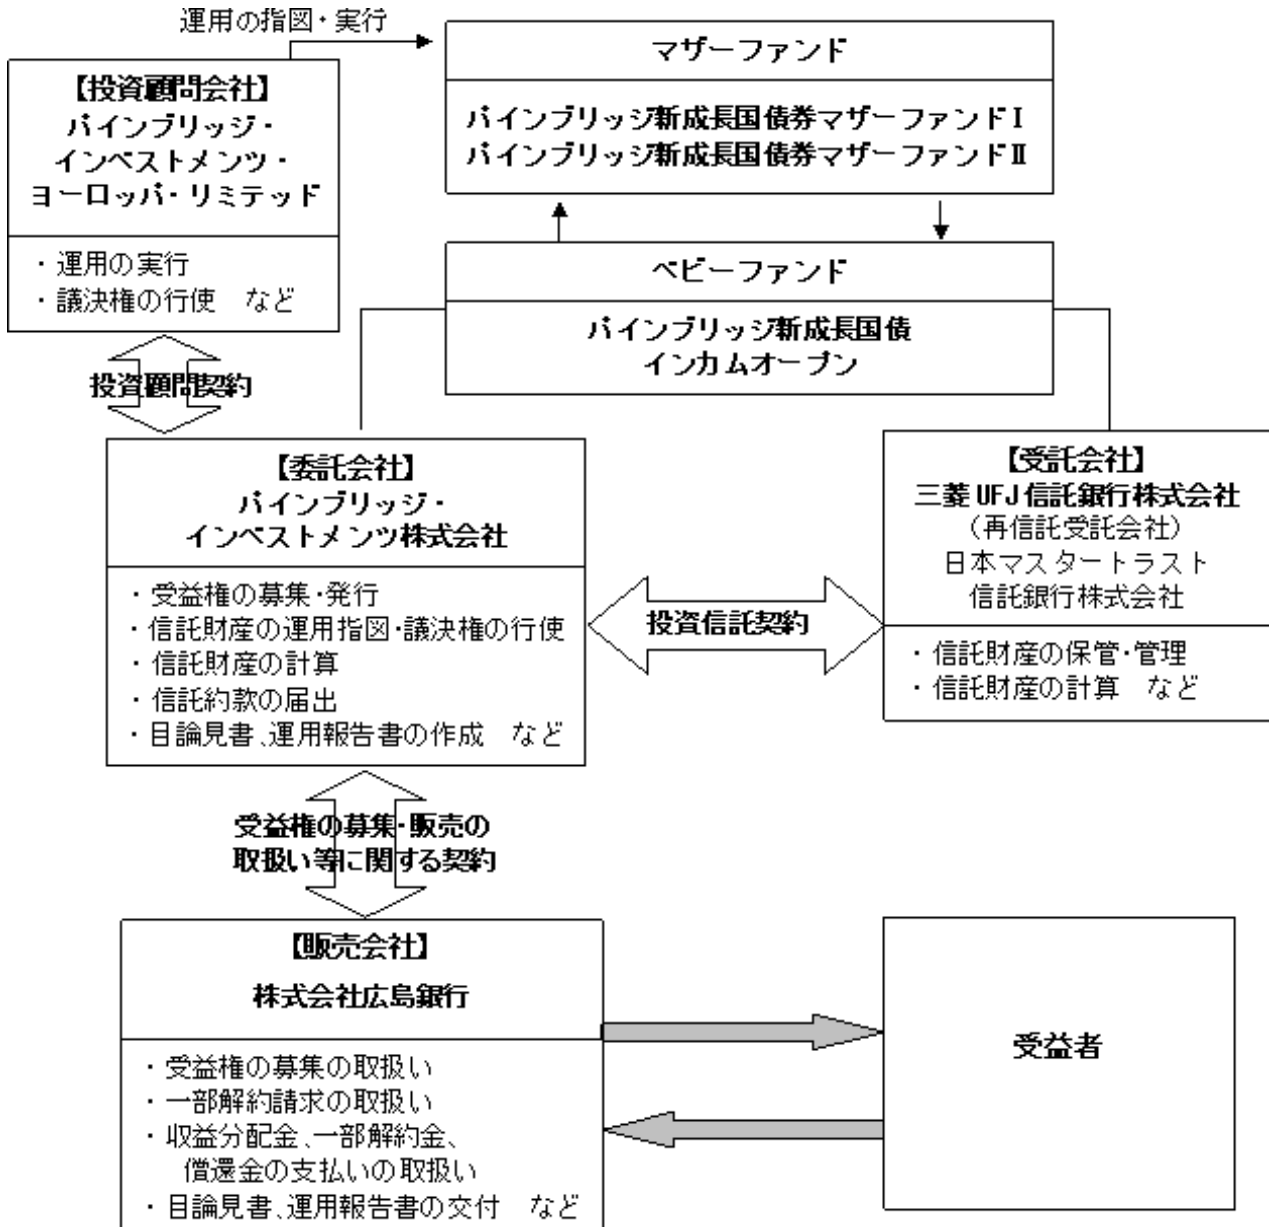 運用の指図・実行
【投資顧問会社】
パインブリッジ・
インベストメンツ・
ヨーロッパ・リミテッド
・運用の実行
・議決権の行使　など
マザーファンド
パインブリッジ新成長国債券マザーファンドⅠ
パインブリッジ新成長国債券マザーファンドⅡ
ベビーファンド
パインブリッジ新成長国債
インカムオープン
投資顧問契約
【委託会社】
パインブリッジ・
インベストメンツ株式会社
・受益権の募集・発行
・信託財産の運用指図・議決権の行使
・信託財産の計算
・信託約款の届出
・目論見書、運用報告書の作成　など
投資信託契約
【受託会社】
三菱UFJ信託銀行株式会社
（再信託受託会社）
日本マスタートラスト
信託銀行株式会社
・信託財産の保管・管理
・信託財産の計算　など
受益権の募集・販売の
取扱い等に関する契約
【販売会社】
株式会社広島銀行
・受益権の募集の取扱い
・一部解約請求の取扱い
・収益分配金、一部解約金、
償還金の支払いの取扱い
・目論見書、運用報告書の交付　など
受益者